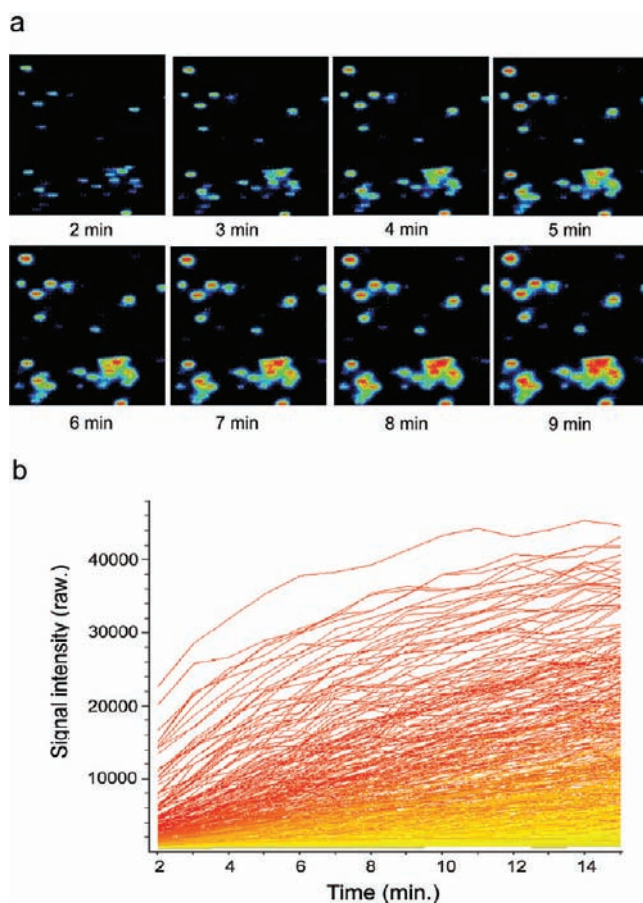 a
2 min 3 min 4 min 5 min
6 min 7 min 8 min 9 min
b
Signal intensity (raw.)
40000
30000
20000
10000
2 4 6 8 10 12 14
Time (min.)